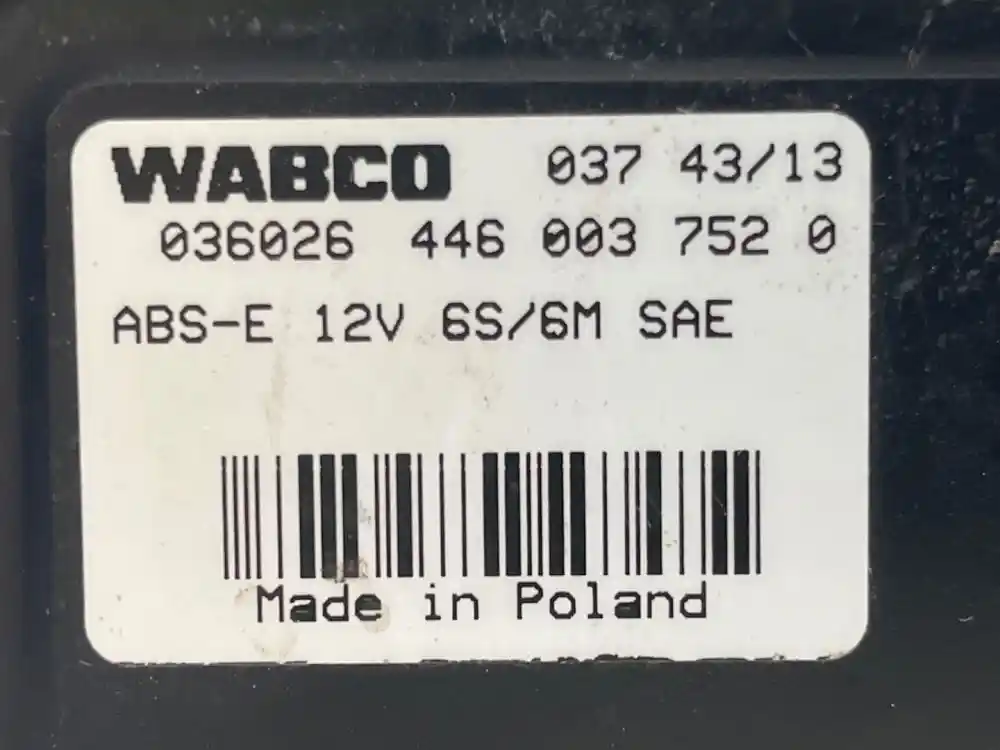 WABCO 037 43/13
036026 446 003 752 0
ABS-E 12V 6S/6M SAE
Made in Poland